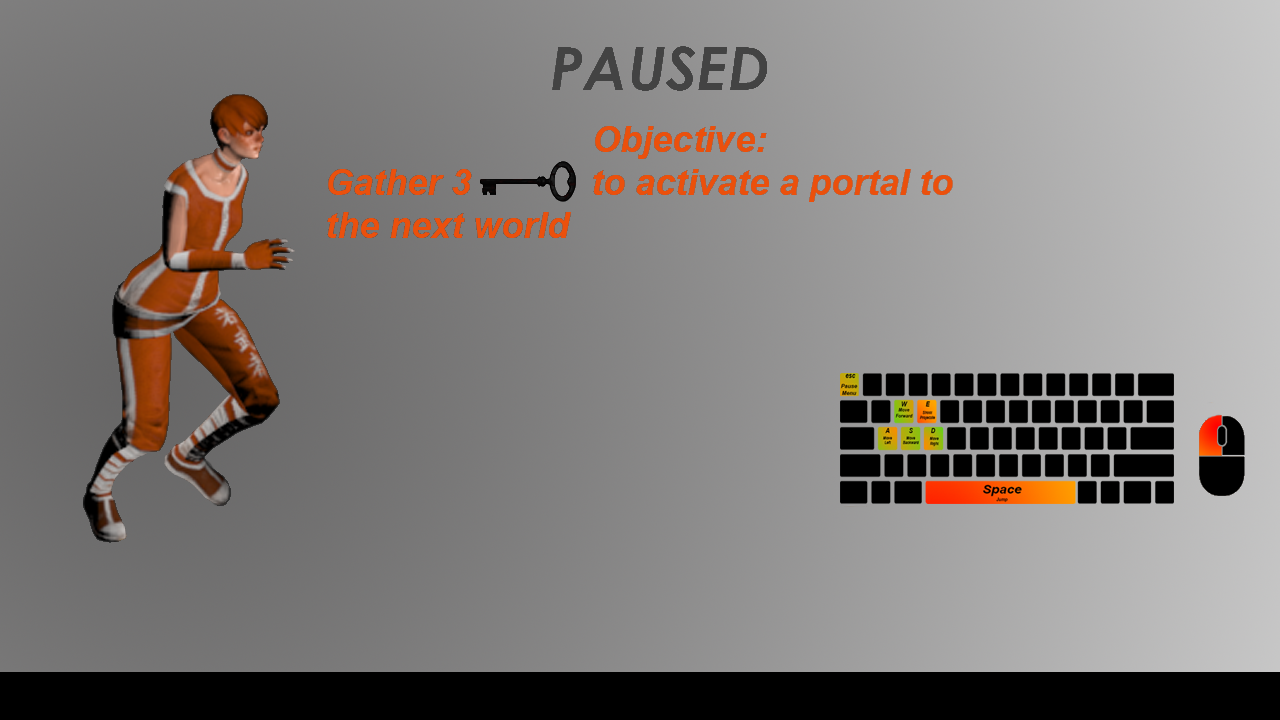 PAUSED
Objective:
Gather 3 to activate a portal to
the next world
esc
Pause
Menu
W
Move
Forward
E
A
Move
Left
S
Move
Backward
D
Move
Right
Space
Jump